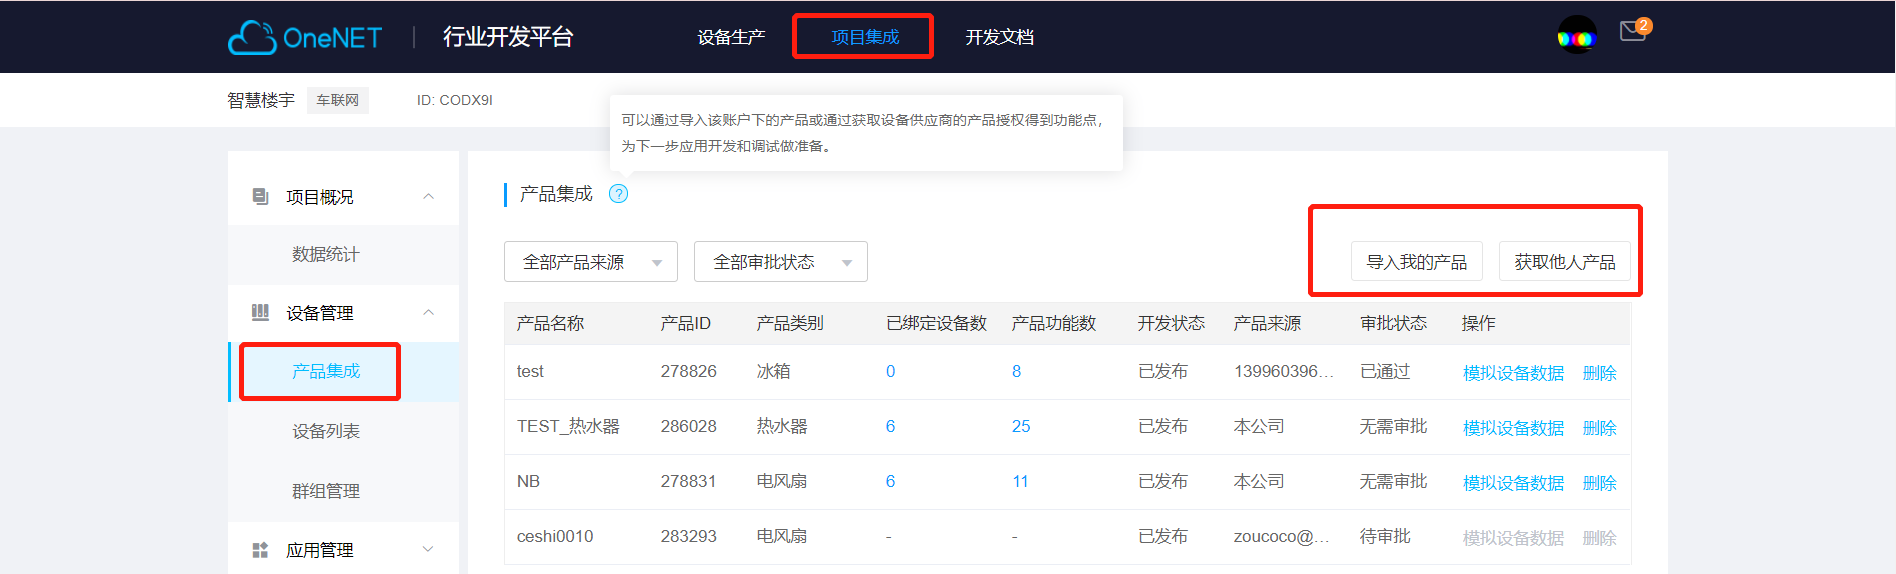 OneNET | 行业开发平台 设备生产 项目集成 开发文档 2
智慧楼宇 车联网 ID: CODX9I
可以通过导入该账户下的产品或通过获取设备供应商的产品授权得到功能点，
为下一步应用开发和调试做准备。
项目概况
数据统计
设备管理
产品集成
设备列表
群组管理
应用管理
产品集成 ?
全部产品来源 全部审批状态 导入我的产品 获取他人产品
产品名称 产品ID 产品类别 已绑定设备数 产品功能数 开发状态 产品来源 审批状态 操作
test 278826 冰箱 0 8 已发布 139960396... 已通过 模拟设备数据 删除
TEST_热水器 286028 热水器 6 25 已发布 本公司 无需审批 模拟设备数据 删除
NB 278831 电风扇 6 11 已发布 本公司 无需审批 模拟设备数据 删除
ceshi0010 283293 电风扇 - - 已发布 zoucoco@... 待审批 模拟设备数据 删除